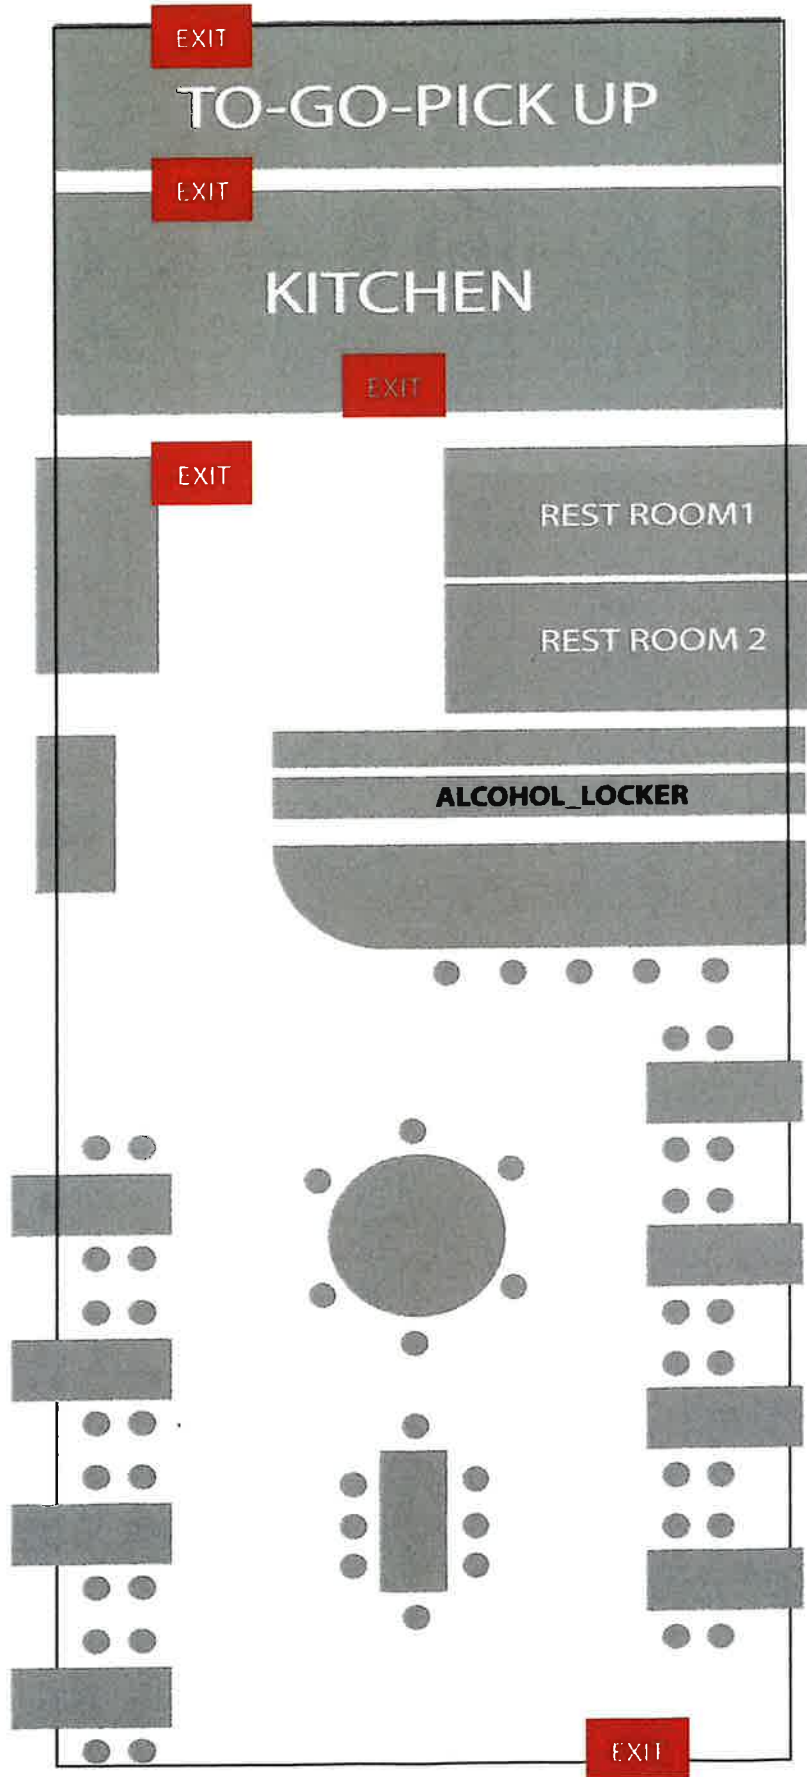 EXIT
TO-GO-PICK UP
EXIT
KITCHEN
EXIT
EXIT
REST ROOM1
REST ROOM 2
ALCOHOL_LOCKER
EXIT